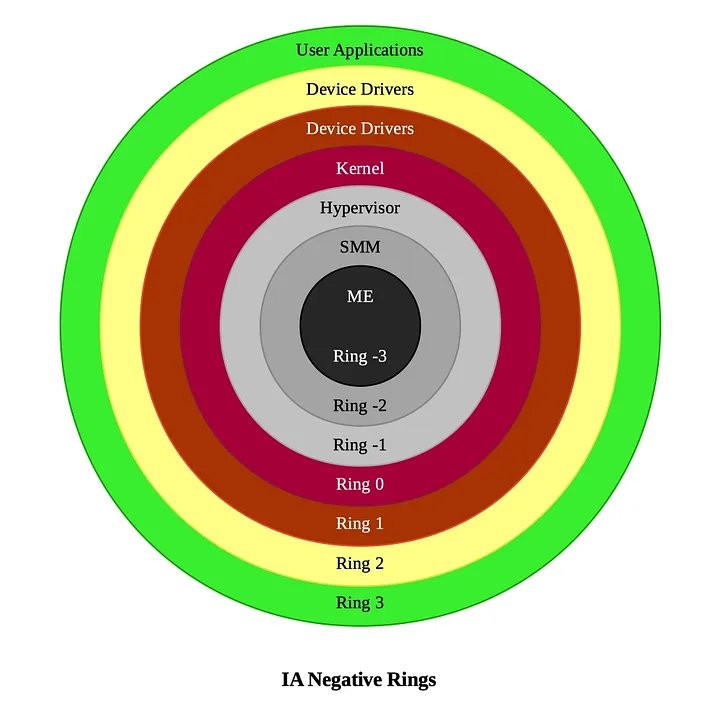 User Applications
Device Drivers
Device Drivers
Kernel
Hypervisor
SMM
ME
Ring -3
Ring -2
Ring -1
Ring 0
Ring 1
Ring 2
Ring 3
IA Negative Rings